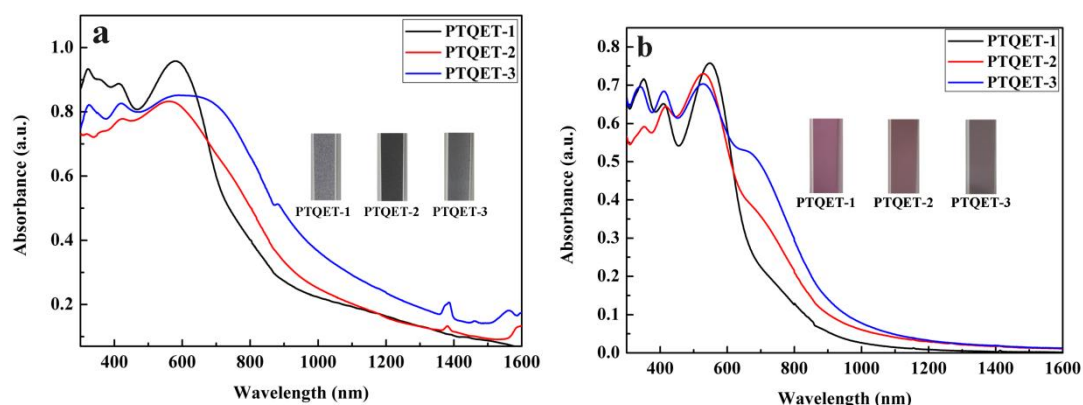 a
PTQET-1
PTQET-2
PTQET-3
Absorbance (a.u.)
1.0
0.8
0.6
0.4
0.2
PTQET-1 PTQET-2 PTQET-3
400 600 800 1000 1200 1400 1600
Wavelength (nm)
b
PTQET-1
PTQET-2
PTQET-3
Absorbance (a.u.)
0.8
0.7
0.6
0.5
0.4
0.3
0.2
0.1
0.0
PTQET-1 PTQET-2 PTQET-3
400 600 800 1000 1200 1400 1600
Wavelength (nm)